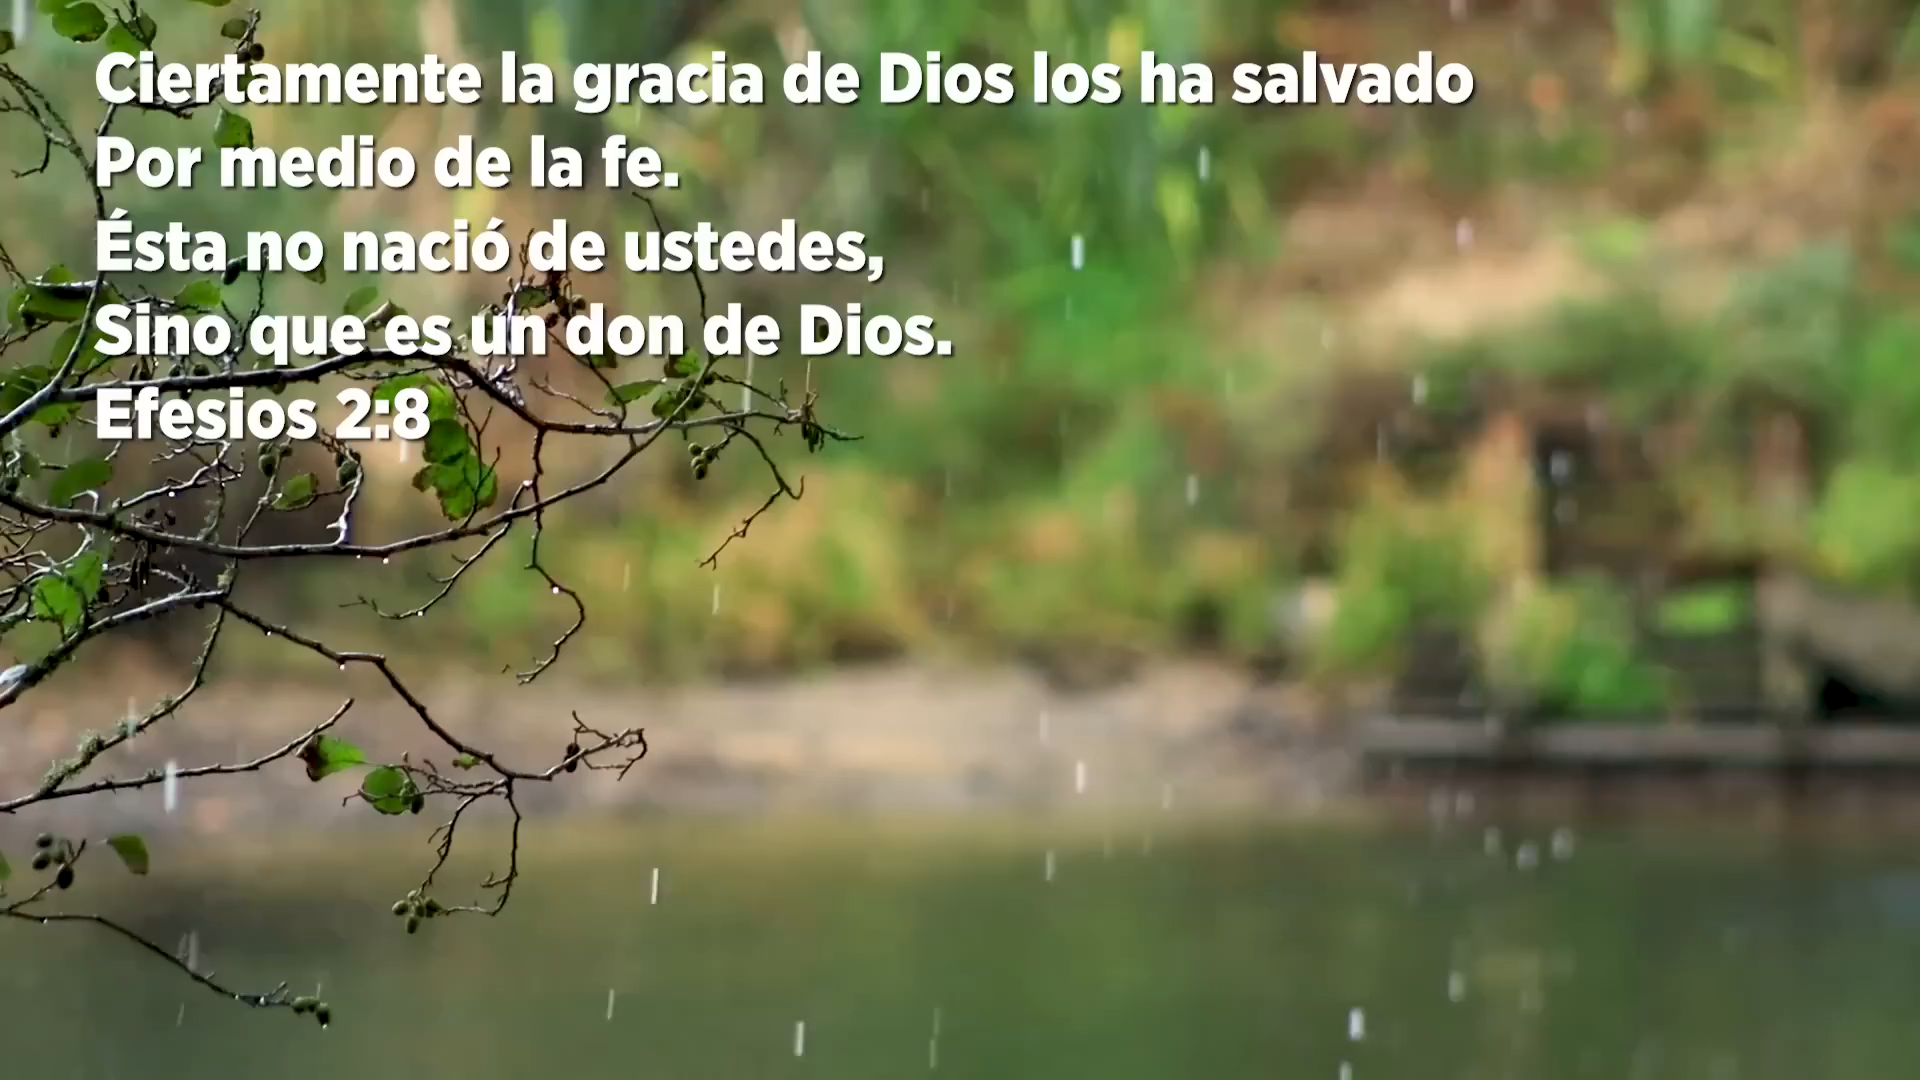 Ciertamente la gracia de Dios los ha salvado
Por medio de la fe.
Ésta no nació de ustedes,
Sino que es un don de Dios.
Efesios 2:8